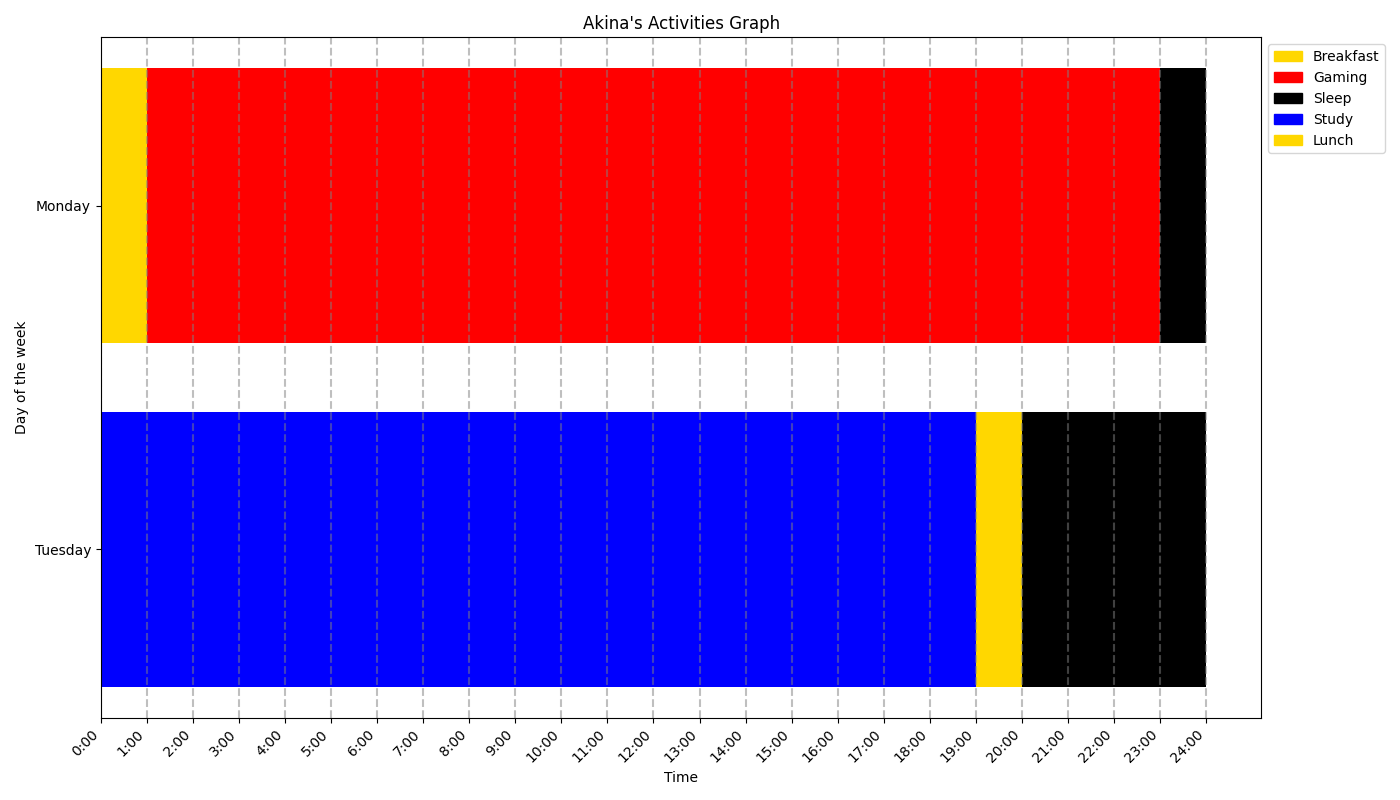 Akina's Activities Graph
Breakfast
Gaming
Sleep
Study
Lunch
Day of the week
Monday
Tuesday
0:00
1:00
2:00
3:00
4:00
5:00
6:00
7:00
8:00
9:00
10:00
11:00
12:00
13:00
14:00
15:00
16:00
17:00
18:00
19:00
20:00
21:00
22:00
23:00
24:00
Time